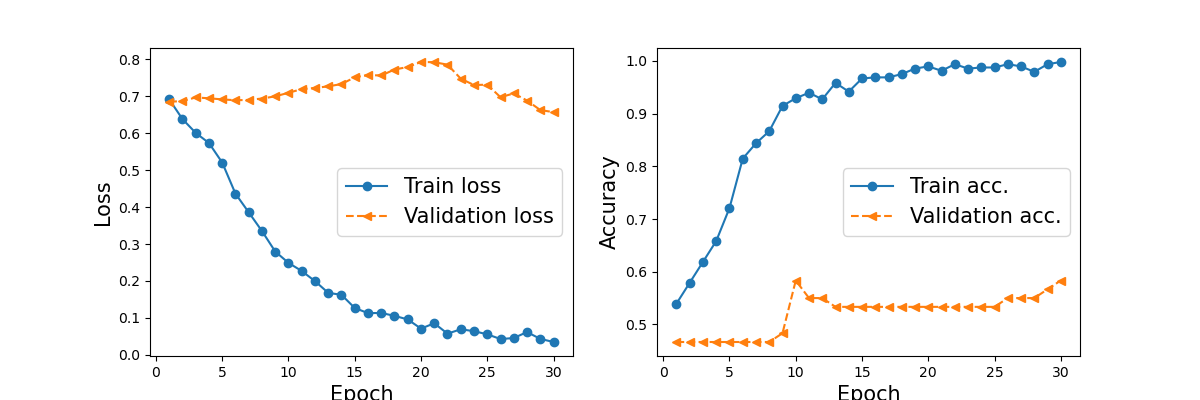 0.8
0.7
0.6
0.5
0.4
0.3
0.2
0.1
0.0
Loss
0 5 10 15 20 25 30
Epoch
Train loss
Validation loss
1.0
0.9
0.8
0.7
0.6
0.5
Accuracy
0 5 10 15 20 25 30
Epoch
Train acc.
Validation acc.